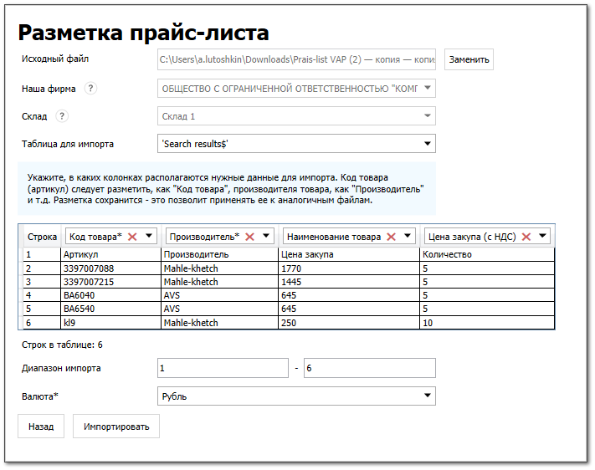 Разметка прайс-листа
Исходный файл C:\Users\a.lutoshkin\Downloads\Prais-list VAP (2) — копия — копи Заменить
Наша фирма ? ОБЩЕСТВО С ОГРАНИЧЕННОЙ ОТВЕТСТВЕННОСТЬЮ "КОМП
Склад ? Склад 1
Таблица для импорта 'Search results$'
Укажите, в каких колонках располагаются нужные данные для импорта. Код товара
(артикул) следует разметить, как "Код товара", производителя товара, как "Производитель"
и т.д. Разметка сохранится - это позволит применять ее к аналогичным файлам.
Строка Код товара* Производитель* Наименование товара Цена закупа (с НДС)
1 Артикул Производитель Цена закупа Количество
2 3397007088 Mahle-khetch 1770 5
3 3397007215 Mahle-khetch 1445 5
4 BA6040 AVS 645 5
5 BA6540 AVS 645 5
6 kl9 Mahle-khetch 250 10
Строк в таблице: 6
Диапазон импорта 1 - 6
Валюта* Рубль
Назад Импортировать